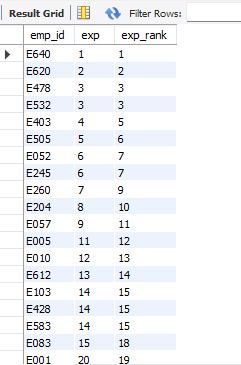 Result Grid Filter Rows:
emp_id exp exp_rank
E640 1 1
E620 2 2
E478 3 3
E532 3 3
E403 4 5
E505 5 6
E052 6 7
E245 6 7
E260 7 9
E204 8 10
E057 9 11
E005 11 12
E010 12 13
E612 13 14
E103 14 15
E428 14 15
E583 14 15
E083 15 18
E001 20 19